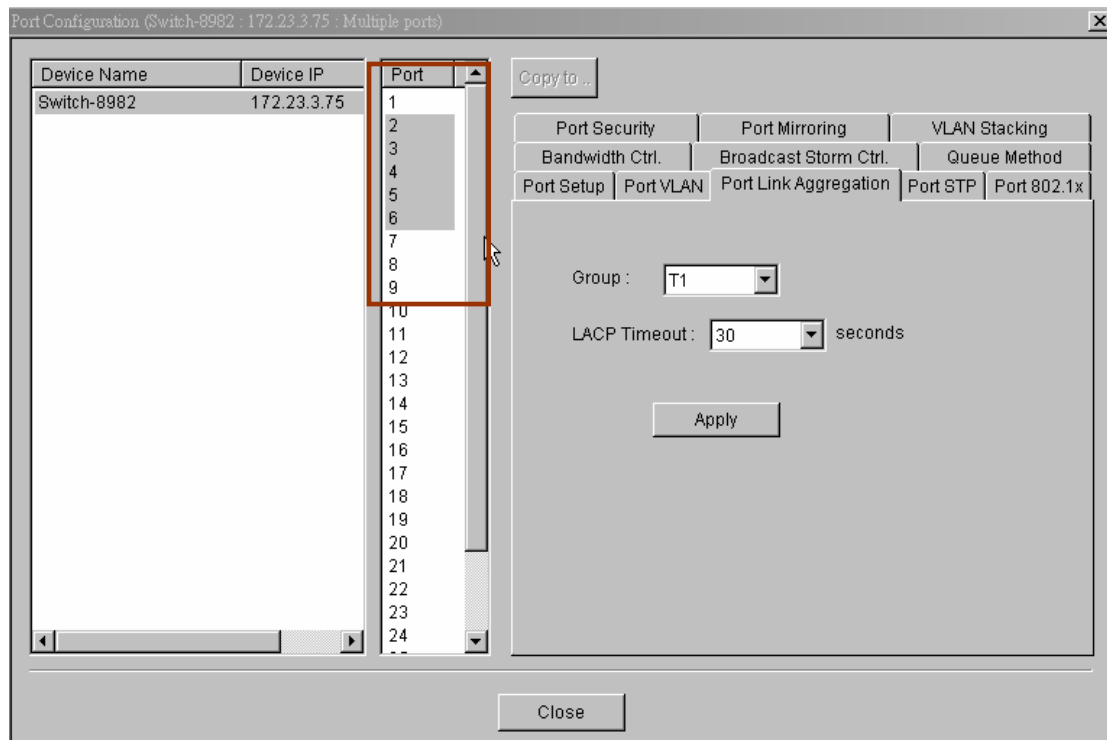 Port Configuration (Switch-8982 : 172.23.3.75 : Multiple ports)
Device Name Device IP
Switch-8982 172.23.3.75
Port
1
2
3
4
5
6
7
8
9
10
11
12
13
14
15
16
17
18
19
20
21
22
23
24
Copy to ..
Port Security Port Mirroring VLAN Stacking
Bandwidth Ctrl. Broadcast Storm Ctrl. Queue Method
Port Setup Port VLAN Port Link Aggregation Port STP Port 802.1x
Group : T1
LACP Timeout : 30 seconds
Apply
Close